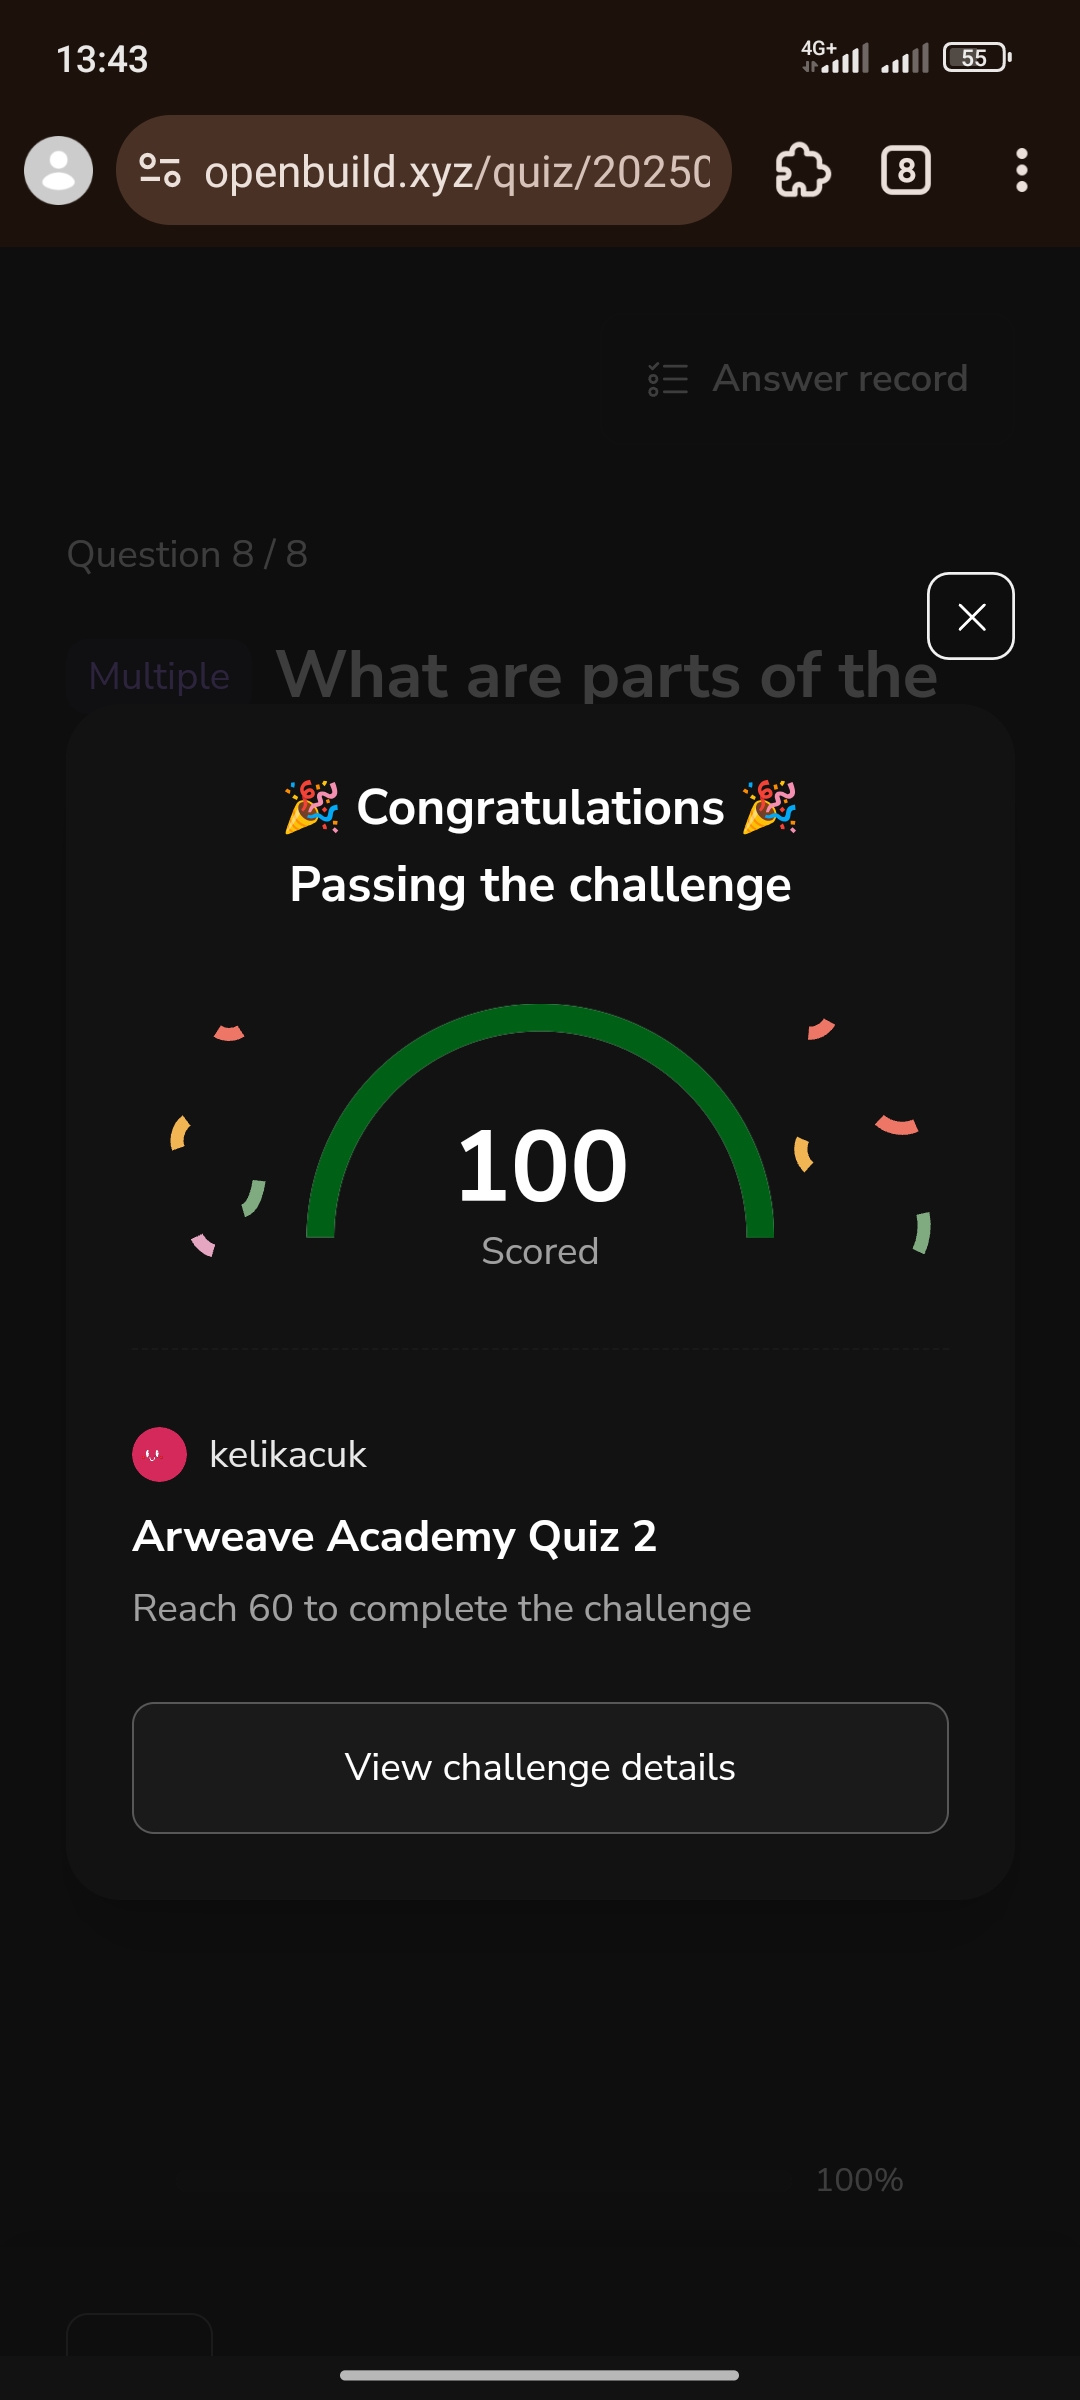 13:43
4G+
55
openbuild.xyz/quiz/20250
8
Answer record
Question 8 / 8
Multiple What are parts of the
🎉 Congratulations 🎉
Passing the challenge
100
Scored
kelikacuk
Arweave Academy Quiz 2
Reach 60 to complete the challenge
View challenge details
100%